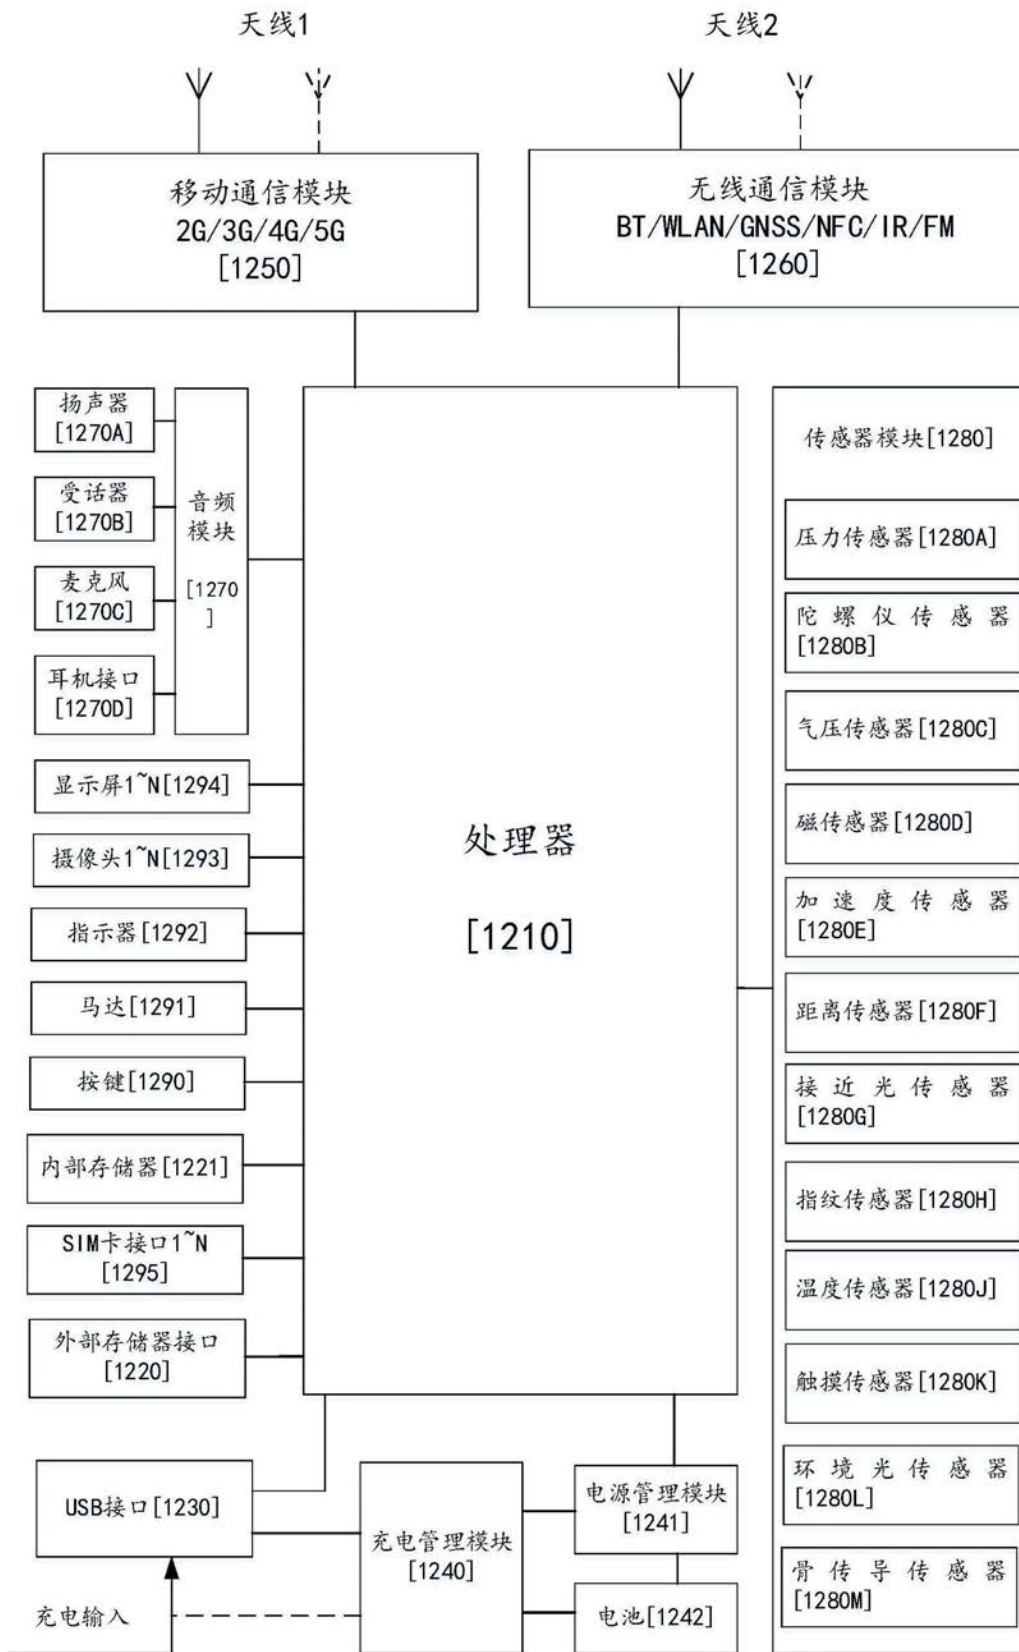 天线1
天线2
移动通信模块
2G/3G/4G/5G
[1250]
无线通信模块
BT/WLAN/GNSS/NFC/IR/FM
[1260]
扬声器
[1270A]
受话器
[1270B]
麦克风
[1270C]
耳机接口
[1270D]
音频
模块
[1270
]
显示屏1~N[1294]
摄像头1~N[1293]
指示器[1292]
马达[1291]
按键[1290]
内部存储器[1221]
SIM卡接口1~N
[1295]
外部存储器接口
[1220]
处理器
[1210]
传感器模块[1280]
压力传感器[1280A]
陀螺仪传感器
[1280B]
气压传感器[1280C]
磁传感器[1280D]
加速度传感器
[1280E]
距离传感器[1280F]
接近光传感器
[1280G]
指纹传感器[1280H]
温度传感器[1280J]
触摸传感器[1280K]
环境光传感器
[1280L]
骨传导传感器
[1280M]
USB接口[1230]
充电管理模块
[1240]
电源管理模块
[1241]
电池[1242]
充电输入